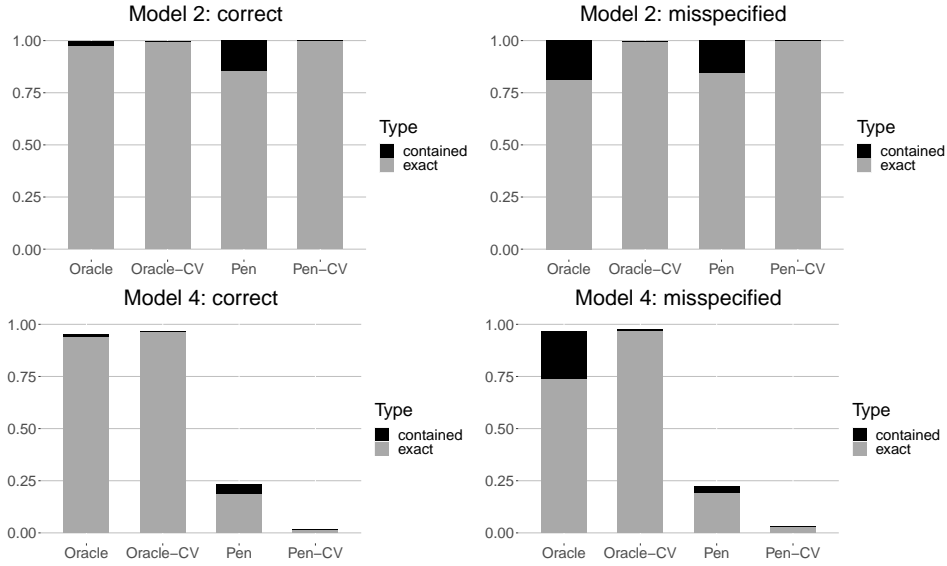 Model 2: correct
1.00
0.75
0.50
0.25
0.00
Oracle Oracle−CV Pen Pen−CV
Type
contained
exact
Model 2: misspecified
1.00
0.75
0.50
0.25
0.00
Oracle Oracle−CV Pen Pen−CV
Type
contained
exact
Model 4: correct
1.00
0.75
0.50
0.25
0.00
Oracle Oracle−CV Pen Pen−CV
Type
contained
exact
Model 4: misspecified
1.00
0.75
0.50
0.25
0.00
Oracle Oracle−CV Pen Pen−CV
Type
contained
exact